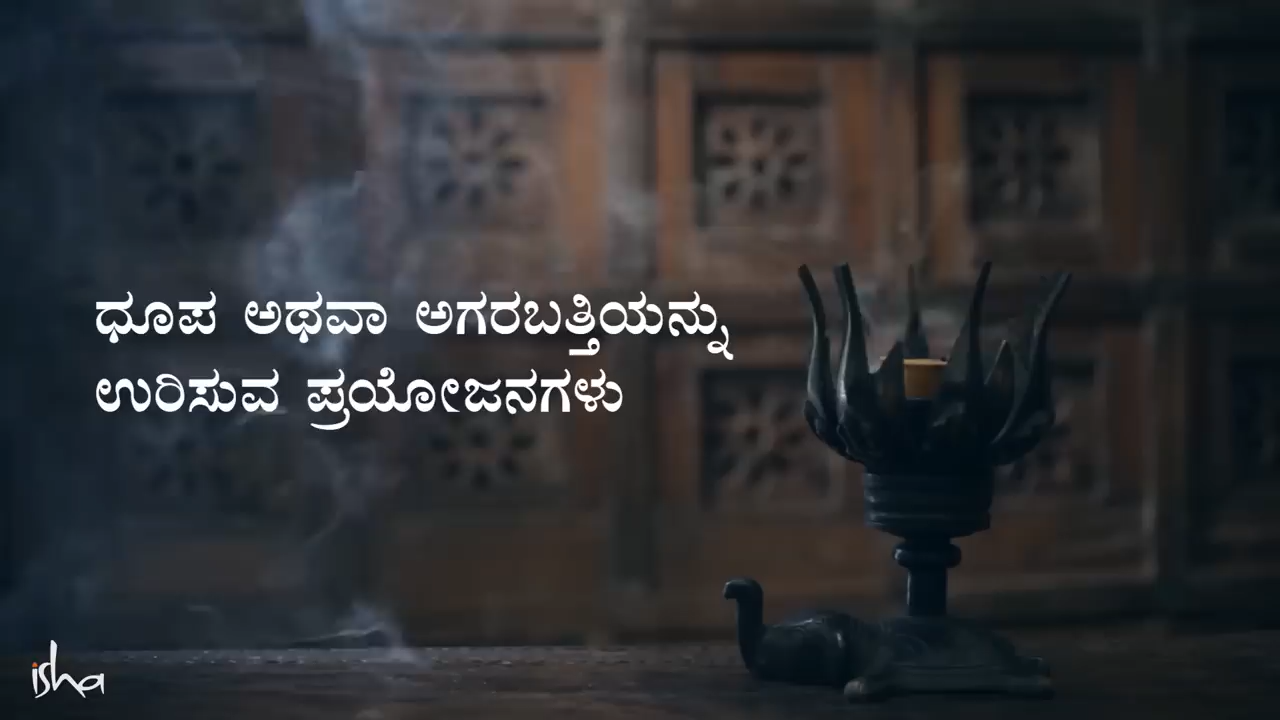 ಧೂಪ ಅಥವಾ ಅಗರಬತ್ತಿಯನ್ನು
ಉರಿಸುವ ಪ್ರಯೋಜನಗಳು
isha